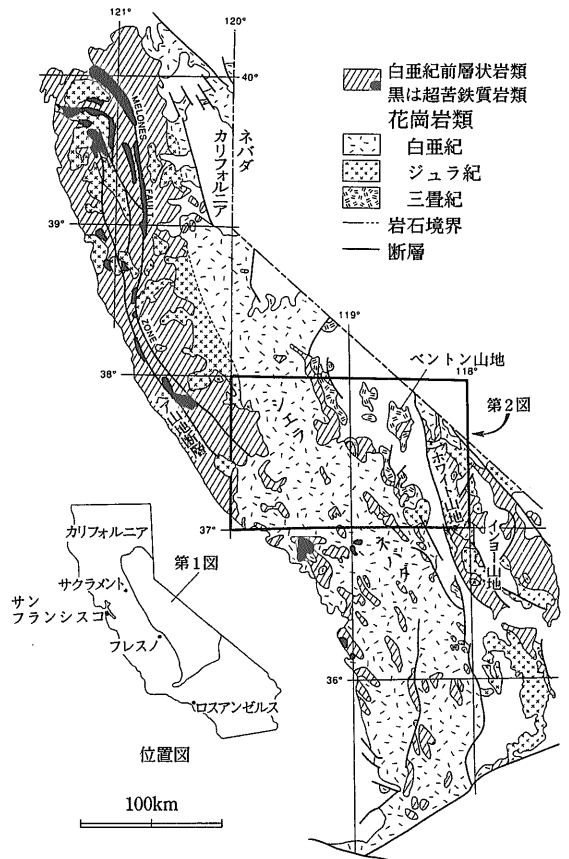 121°
120°
40°
MELONES
FAULT
ZONE
ネバダ
カリフォルニア
白亜紀前層状岩類
黒は超苦鉄質岩類
花崗岩類
白亜紀
ジュラ紀
三畳紀
岩石境界
断層
39°
119°
ベントン山地
118°
38°
第2図
シエラ
ホワイト山地
37°
インヨー山地
ネバダ
36°
カリフォルニア
第1図
サクラメント
サン
フランシスコ
フレスノ
ロスアンゼルス
位置図
100km